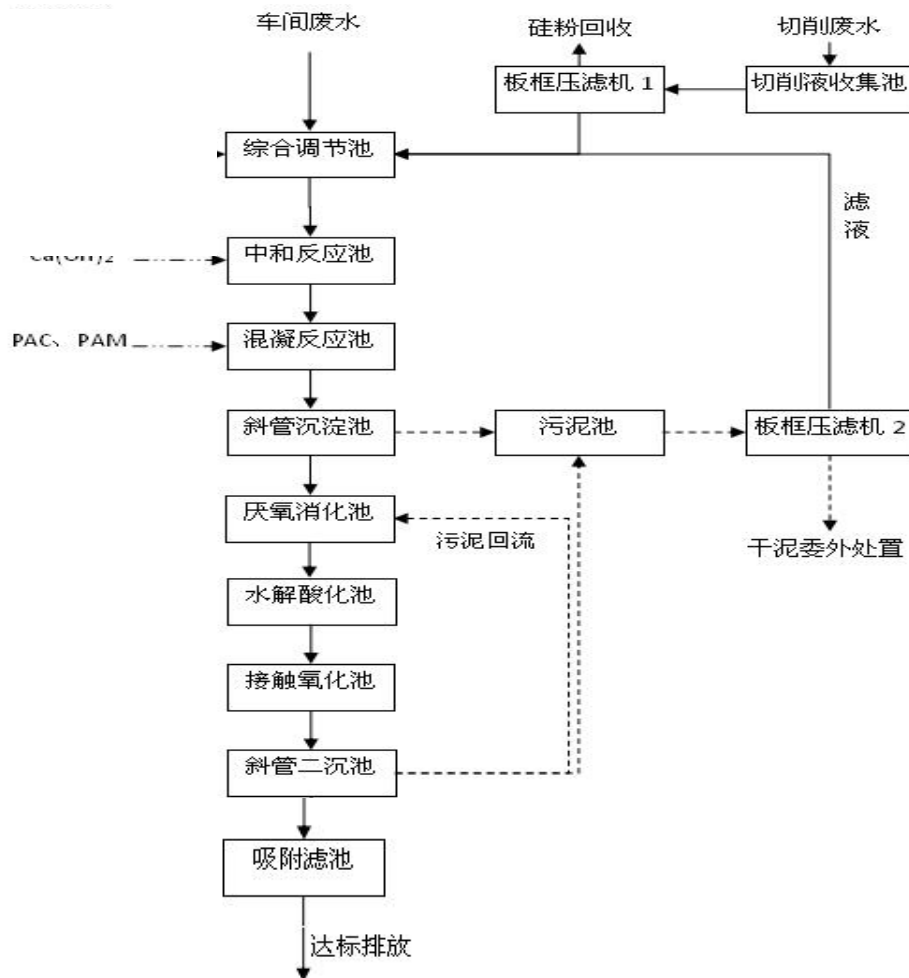 车间废水
硅粉回收
切削废水
板框压滤机 1
切削液收集池
综合调节池
滤液
中和反应池
混凝反应池
PAC、PAM
斜管沉淀池
污泥池
板框压滤机 2
厌氧消化池
污泥回流
干泥委外处置
水解酸化池
接触氧化池
斜管二沉池
吸附滤池
达标排放